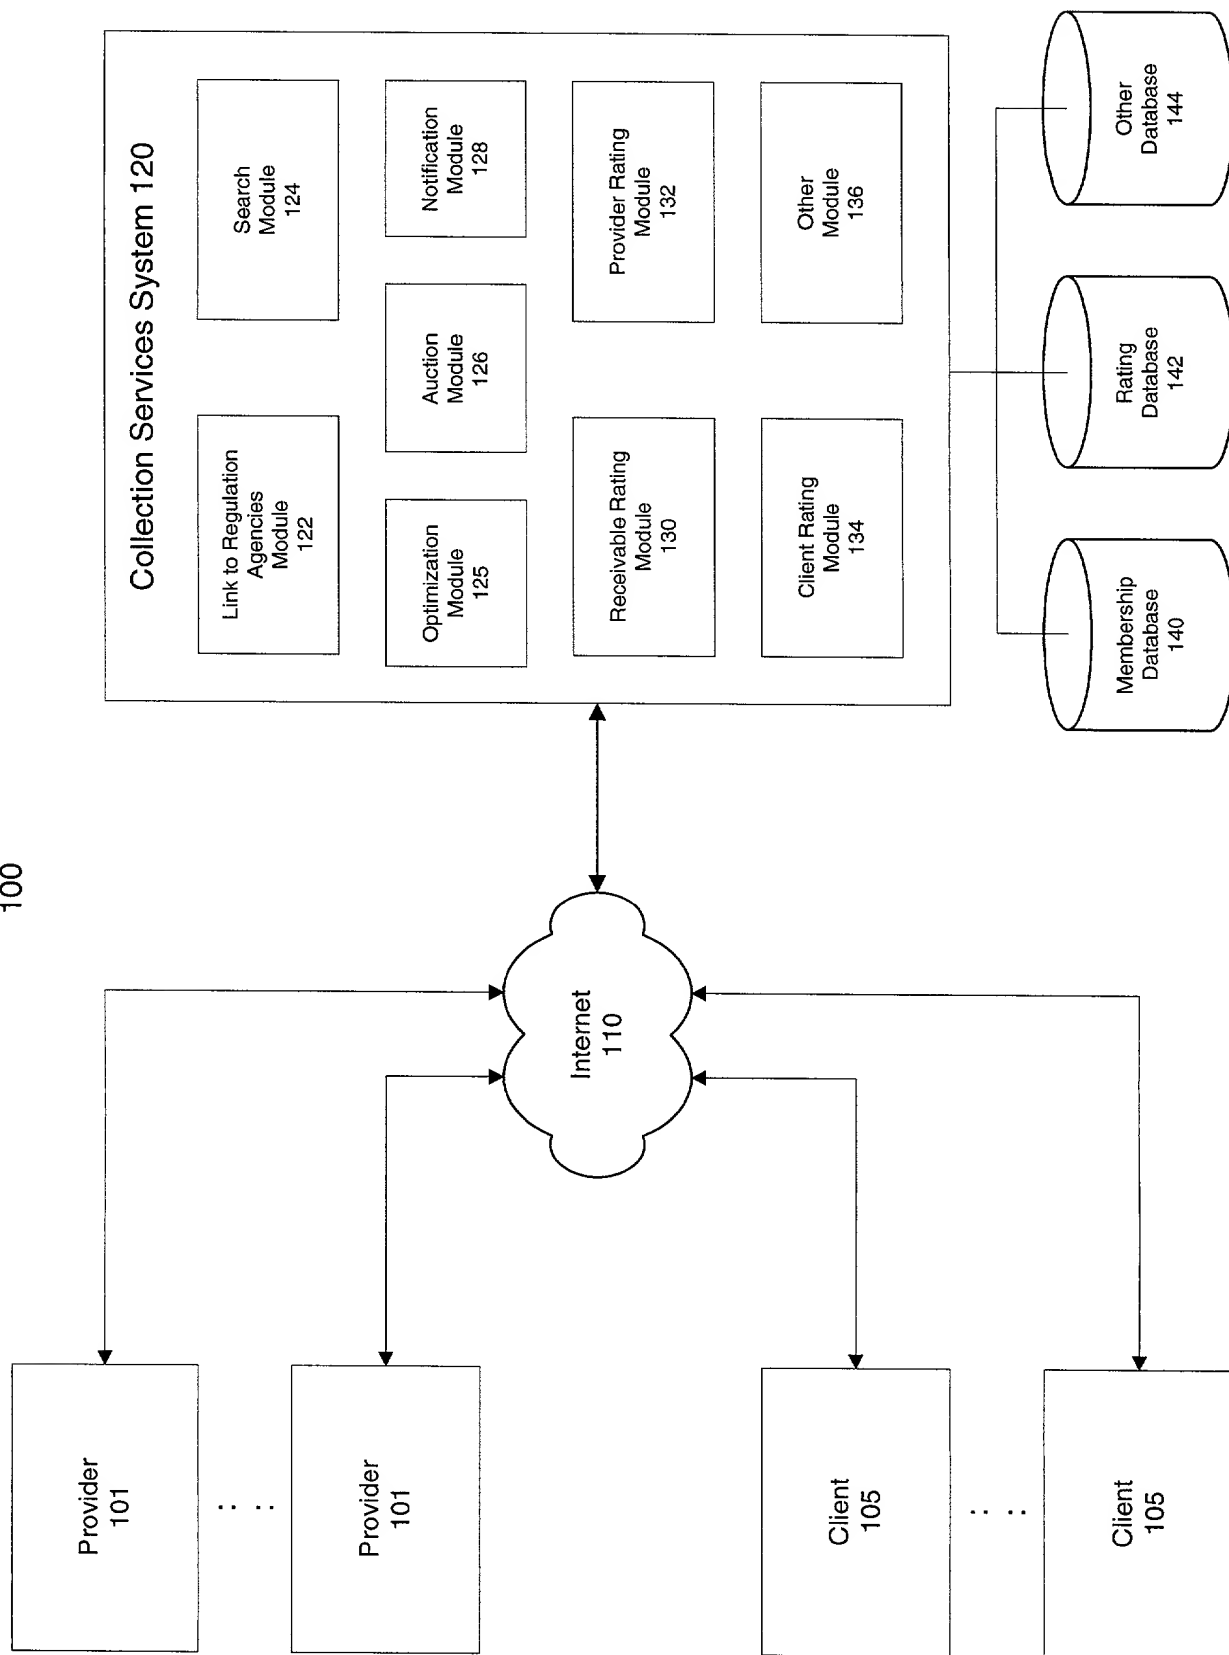 100
Provider
101
: :
Provider
101
Client
105
: :
Client
105
Internet
110
Collection Services System 120
Link to Regulation
Agencies
Module
122
Search
Module
124
Optimization
Module
125
Auction
Module
126
Notification
Module
128
Receivable Rating
Module
130
Provider Rating
Module
132
Client Rating
Module
134
Other
Module
136
Membership
Database
140
Rating
Database
142
Other
Database
144